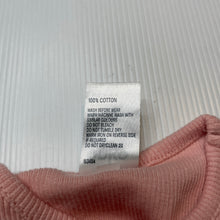 100% COTTON
WASH BEFORE WEAR
WARM MACHINE WASH WITH
SIMILAR COLOURS
DO NOT BLEACH
DO NOT TUMBLE DRY
WARM IRON ON REVERSE SIDE
IF REQUIRED
DO NOT DRYCLEAN